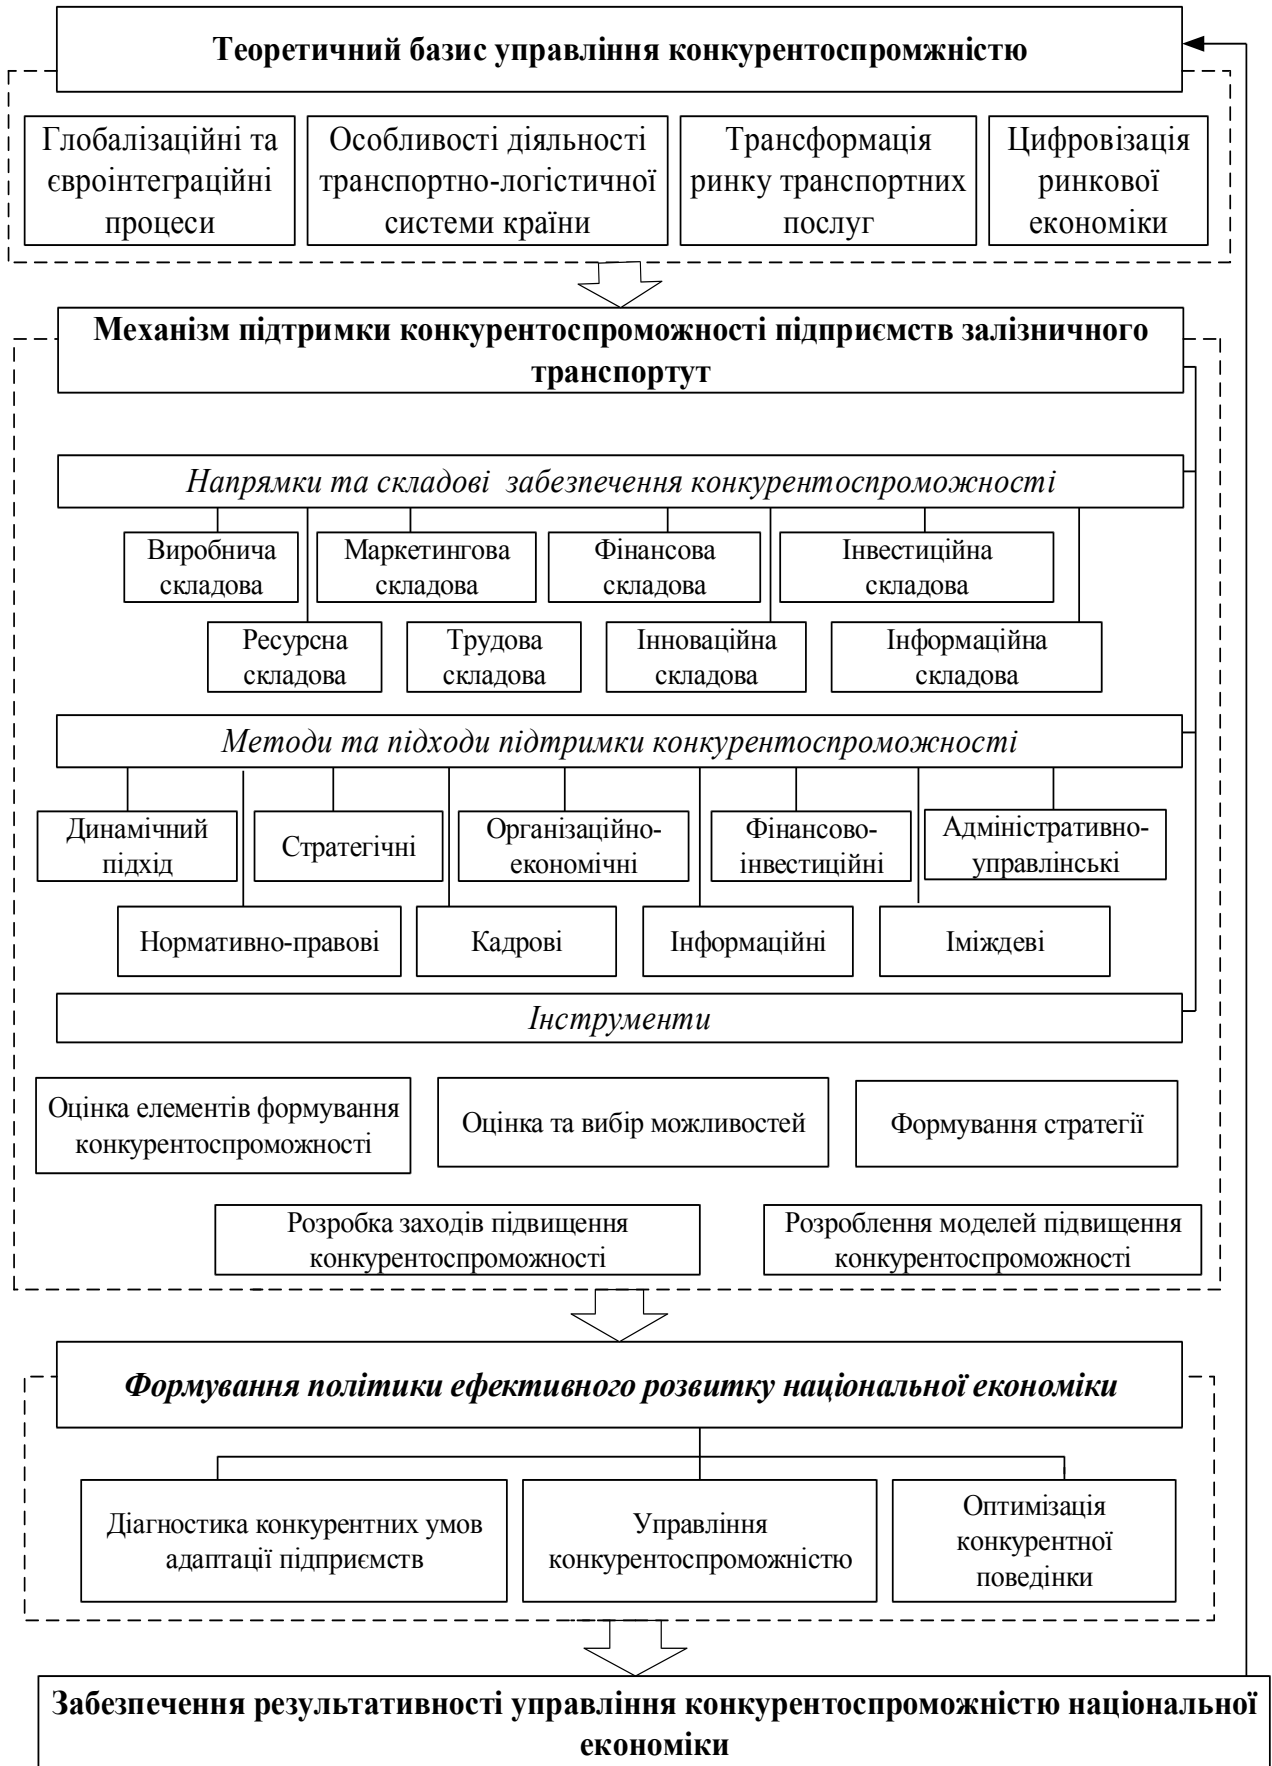 Теоретичний базис управління конкурентоспромжністю
Глобалізаційні та
євроінтеграційні
процеси
Особливості діяльності
транспортно-логістичної
системи країни
Трансформація
ринку транспортних
послуг
Цифровізація
ринкової
економіки
Механізм підтримки конкурентоспроможності підприємств залізничного
транспортут
Напрямки та складові забезпечення конкурентоспроможності
Виробнича
складова
Маркетингова
складова
Фінансова
складова
Інвестиційна
складова
Ресурсна
складова
Трудова
складова
Інноваційна
складова
Інформаційна
складова
Методи та підходи підтримки конкурентоспроможності
Динамічний
підхід
Стратегічні
Організаційно-
економічні
Фінансово-
інвестиційні
Адміністративно-
управлінські
Нормативно-правові
Кадрові
Інформаційні
Іміждеві
Інструменти
Оцінка елементів формування
конкурентоспроможності
Оцінка та вибір можливостей
Формування стратегії
Розробка заходів підвищення
конкурентоспроможності
Розроблення моделей підвищення
конкурентоспроможності
Формування політики ефективного розвитку національної економіки
Діагностика конкурентних умов
адаптації підприємств
Управління
конкурентоспроможністю
Оптимізація
конкурентної
поведінки
Забезпечення результативності управління конкурентоспроможністю національної
економіки